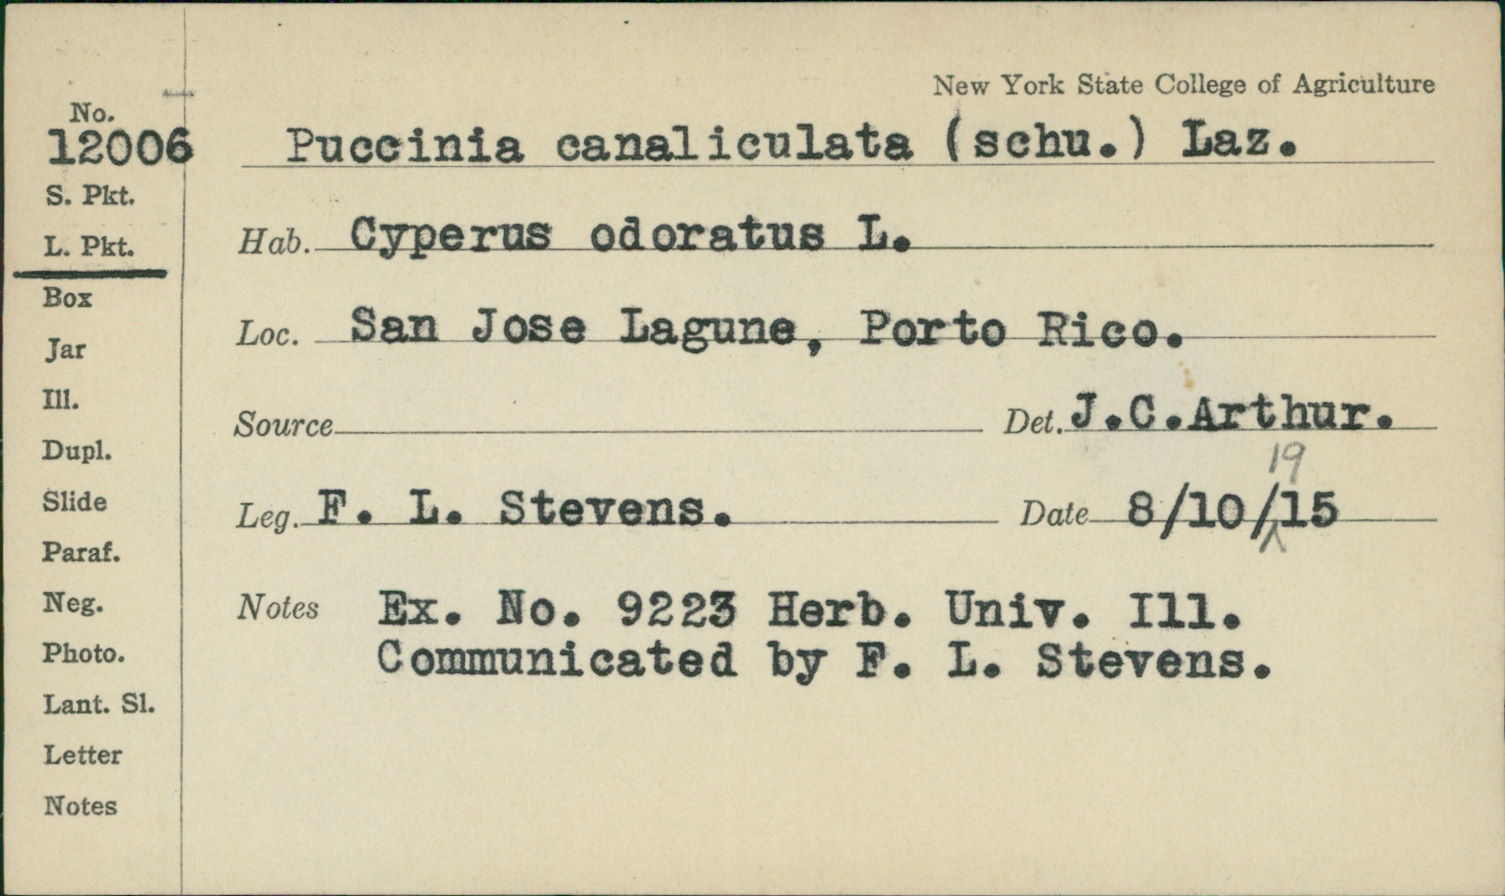 New York State College of Agriculture
No.
12006
Puccinia canaliculata (schu.) Laz.
S. Pkt.
L. Pkt.
Hab. Cyperus odoratus L.
Box
Loc. San Jose Lagune, Porto Rico.
Jar
Ill.
Source
Det. J.C.Arthur.
Dupl.
Slide
Leg. F. L. Stevens.
Date 8/10/1915
Paraf.
Neg.
Notes Ex. No. 9223 Herb. Univ. Ill.
Communicated by F. L. Stevens.
Photo.
Lant. Sl.
Letter
Notes